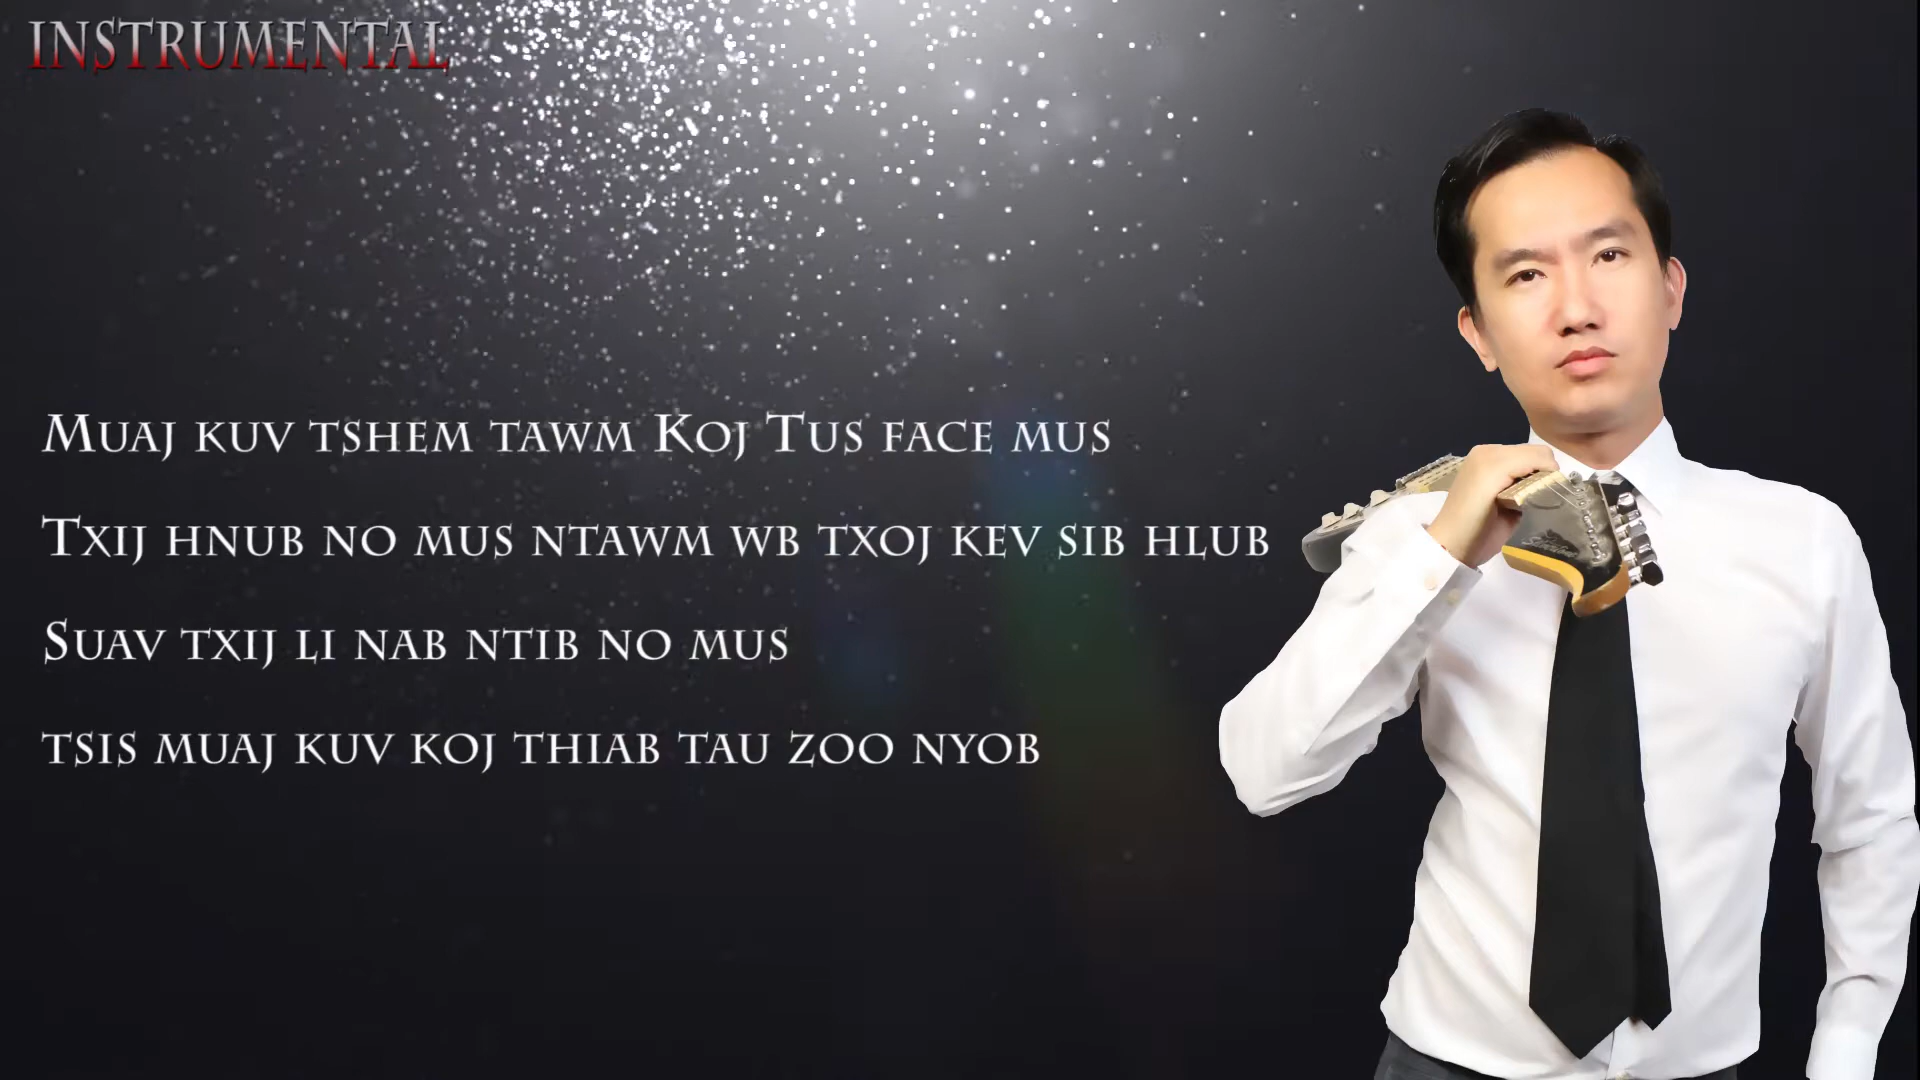 INSTRUMENTAL
Muaj kuv tshem tawm Koj Tus face mus
Txij hnub no mus ntawm wb txoj kev sib hlub
Suav txij li nab ntib no mus
tsis muaj kuv koj thiab tau zoo nyob